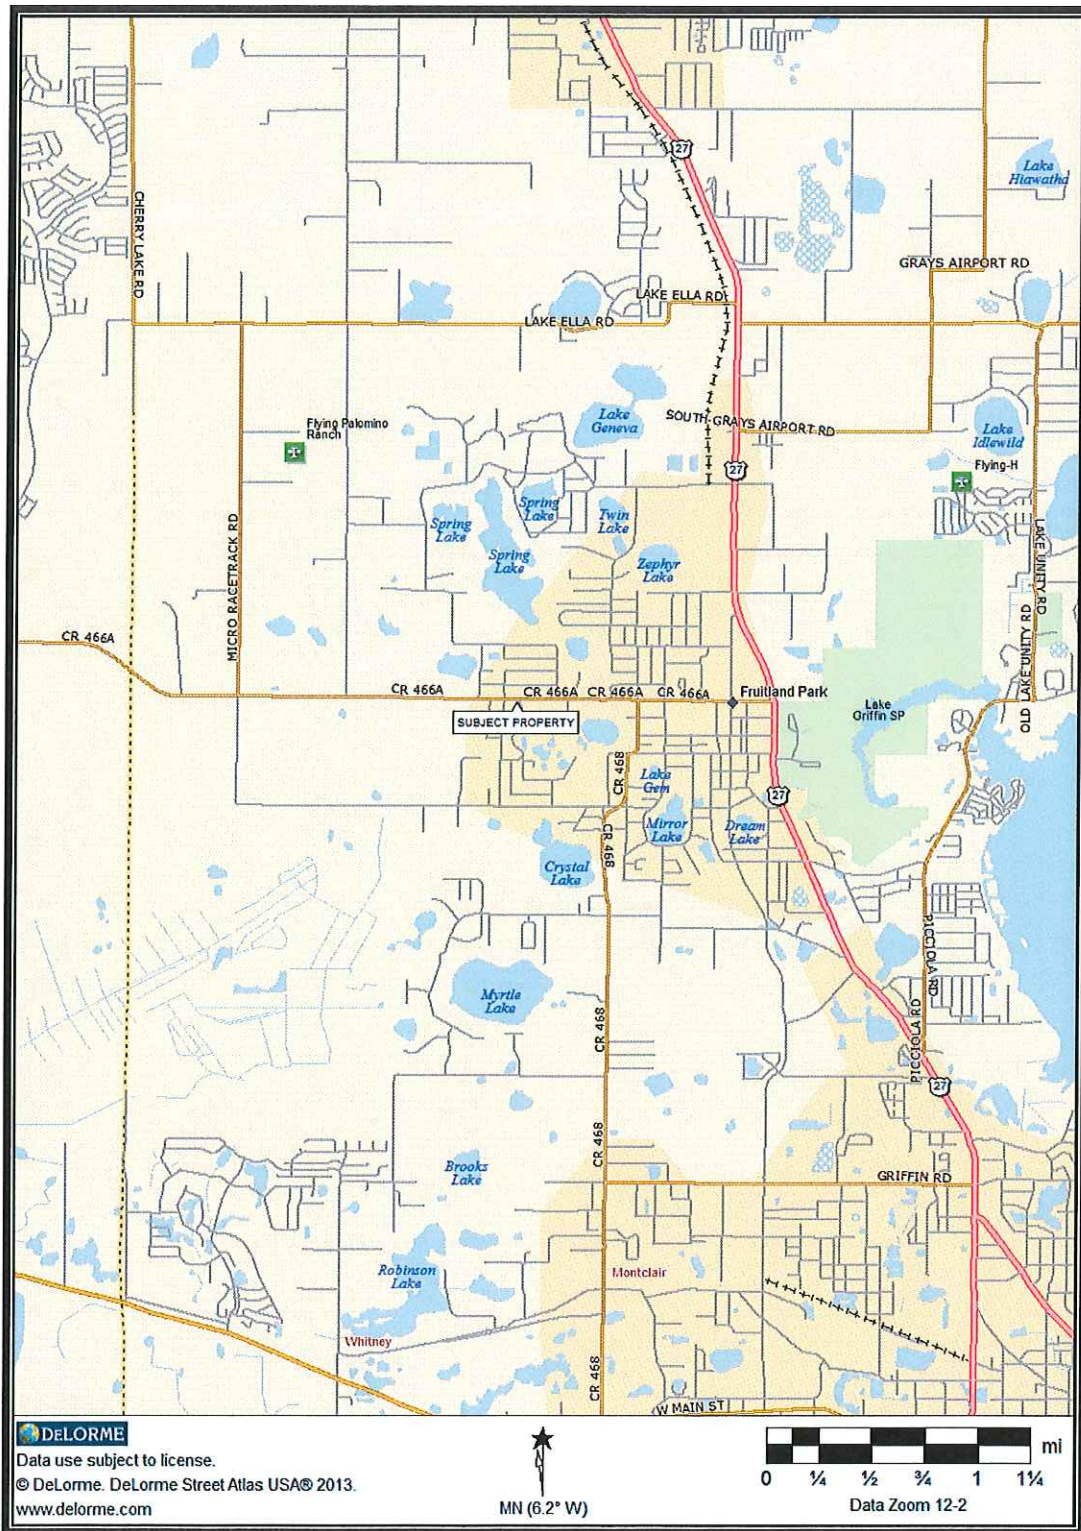 27
Lake
Hiawatha
CHERRY LAKE RD
GRAYS AIRPORT RD
LAKE ELLA RD
LAKE ELLA RD
Lake
Geneva
SOUTH GRAYS AIRPORT RD
Flying Palomino
Ranch
Lake
Idlewild
27
Flying-H
Spring
Lake
Spring
Lake
Twin
Lake
Spring
Lake
Zephyr
Lake
MICRO RACETRACK RD
LAKE UNITY RD
OLD LAKE UNITY RD
CR 466A
CR 466A
CR 466A
CR 466A
CR 466A
Fruitland Park
SUBJECT PROPERTY
Lake
Griffin SP
CR 468
Lake
Gem
27
Mirror
Lake
Dream
Lake
CR 468
Crystal
Lake
PICCIOLA RD
Myrtle
Lake
CR 468
PICCIOLA RD
27
CR 468
Brooks
Lake
GRIFFIN RD
Robinson
Lake
Montclair
Whitney
CR 468
W MAIN ST
DELORME
Data use subject to license.
© DeLorme. DeLorme Street Atlas USA® 2013.
www.delorme.com
MN (6.2° W)
mi
0 ¼ ½ ¾ 1 1¼
Data Zoom 12-2